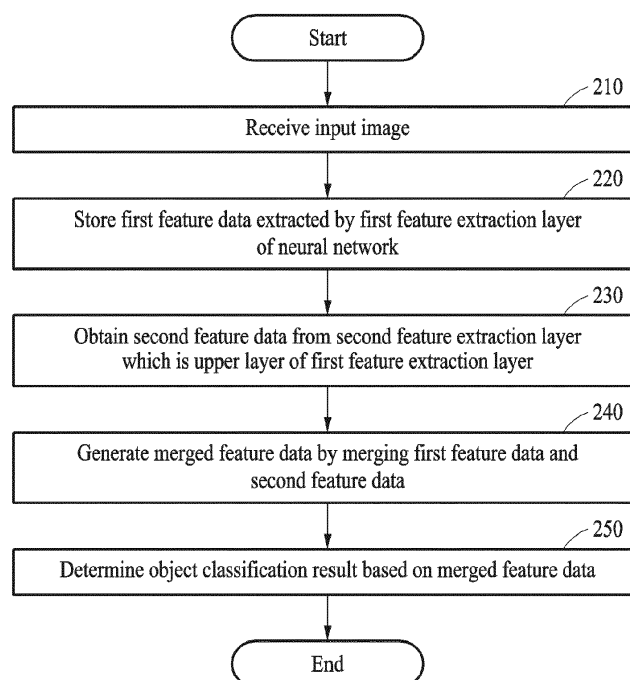 Start
210
Receive input image
220
Store first feature data extracted by first feature extraction layer
of neural network
230
Obtain second feature data from second feature extraction layer
which is upper layer of first feature extraction layer
240
Generate merged feature data by merging first feature data and
second feature data
250
Determine object classification result based on merged feature data
End